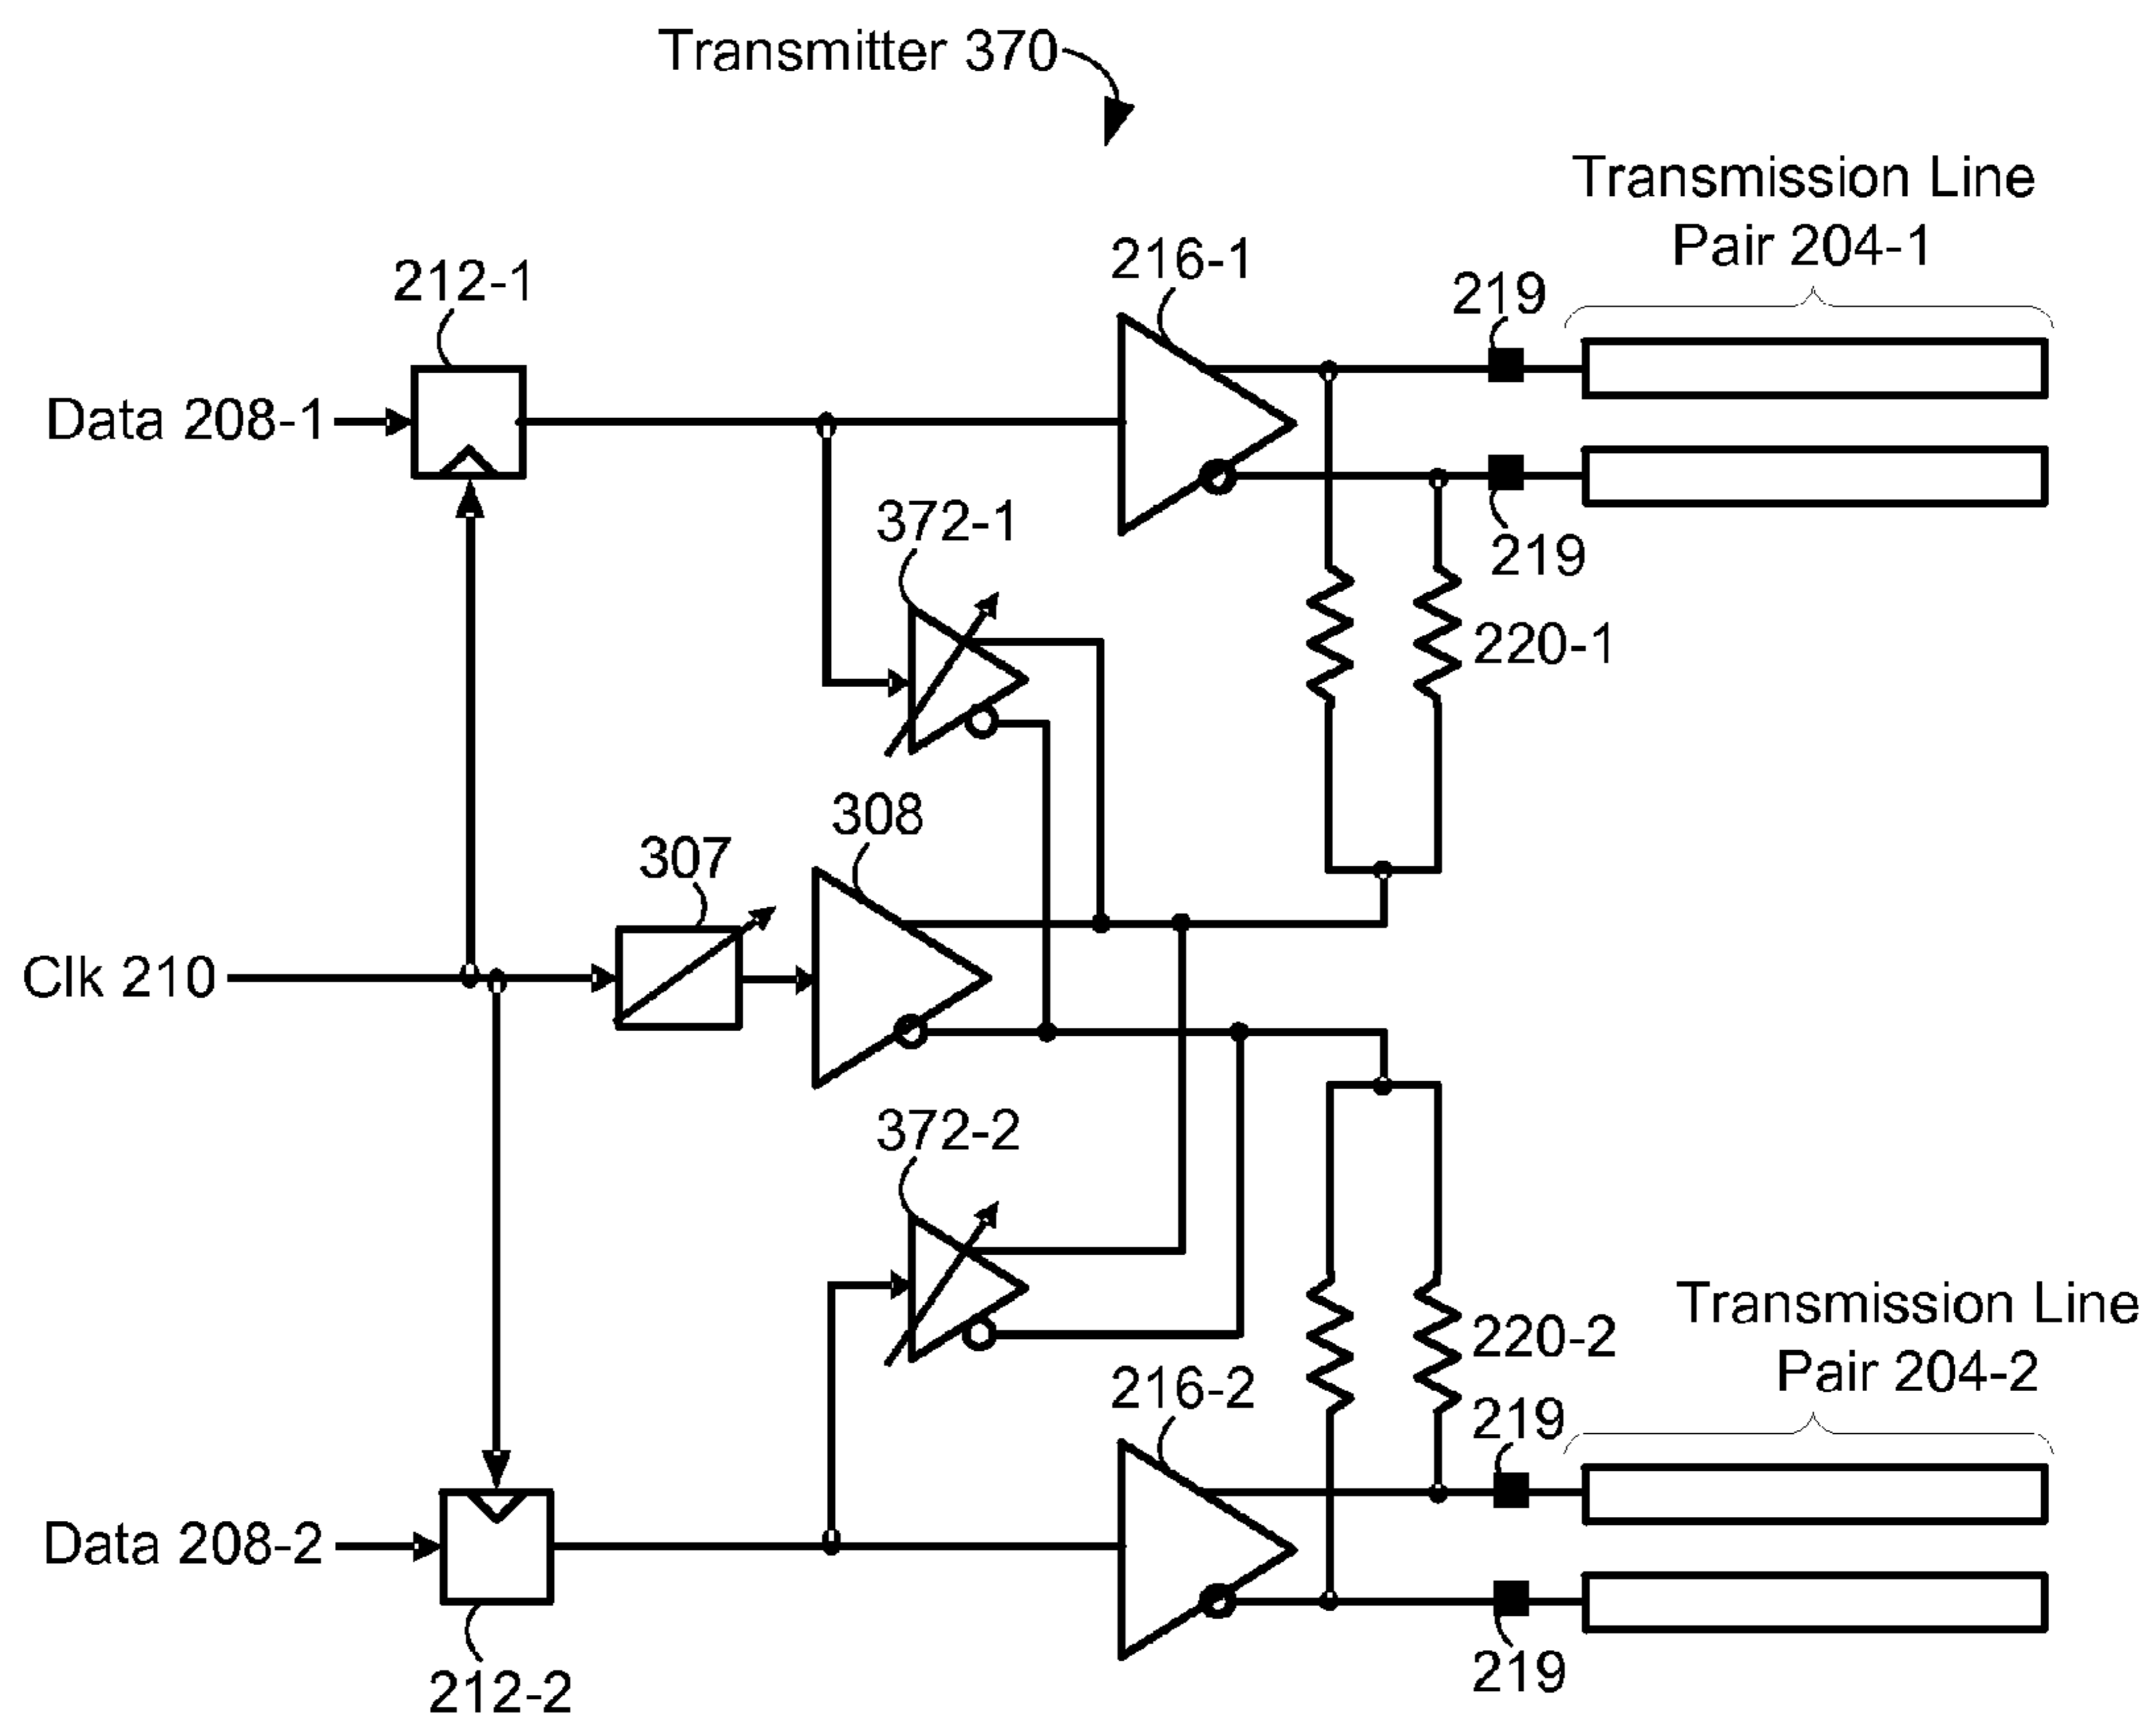 Transmitter 370
Transmission Line
Pair 204-1
216-1
212-1
219
Data 208-1
372-1
219
220-1
308
307
Clk 210
372-2
Transmission Line
Pair 204-2
220-2
216-2
219
Data 208-2
219
212-2